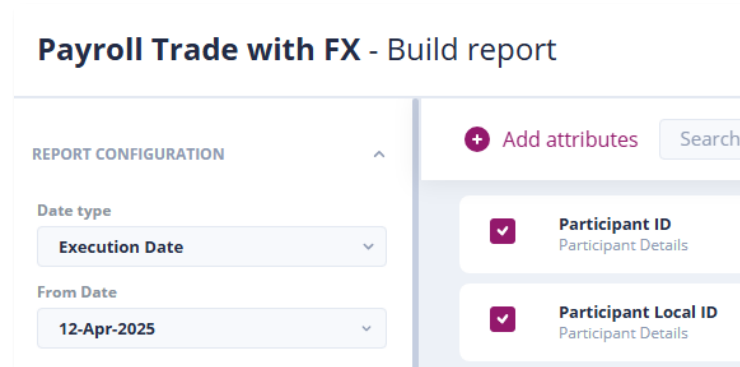 Payroll Trade with FX - Build report
REPORT CONFIGURATION
Date type
Execution Date
From Date
12-Apr-2025
Add attributes
Search
Participant ID
Participant Details
Participant Local ID
Participant Details